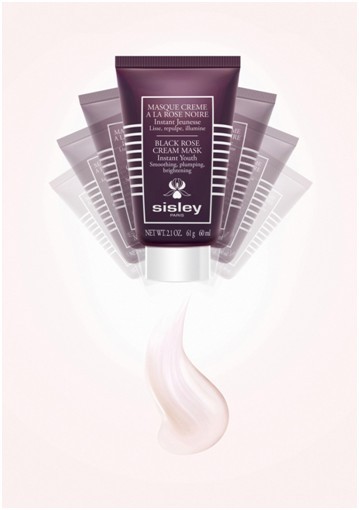 MASQUE CREME
A LA ROSE NOIRE
Instant Jeunesse
Lisse, repulpe, illumine
BLACK ROSE
CREAM MASK
Instant Youth
Smoothing, plumping,
brightening
sisley
PARIS
NET WT. 2.1 OZ. 61 g 60 ml